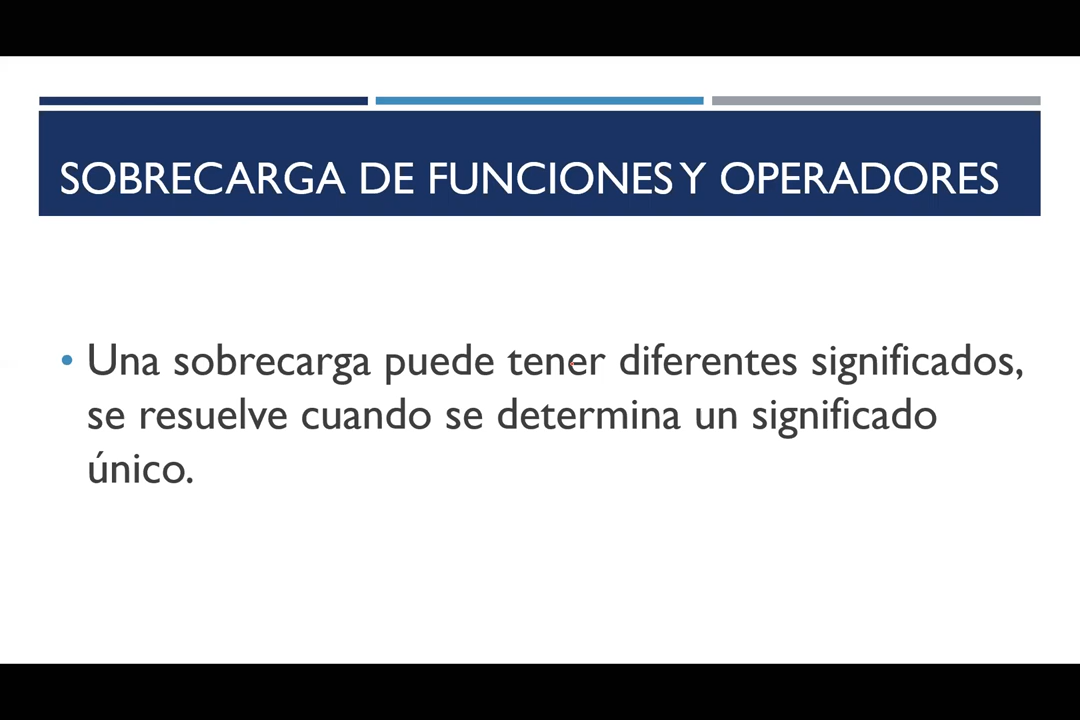 SOBRECARGA DE FUNCIONES Y OPERADORES
• Una sobrecarga puede tener diferentes significados,
se resuelve cuando se determina un significado
único.